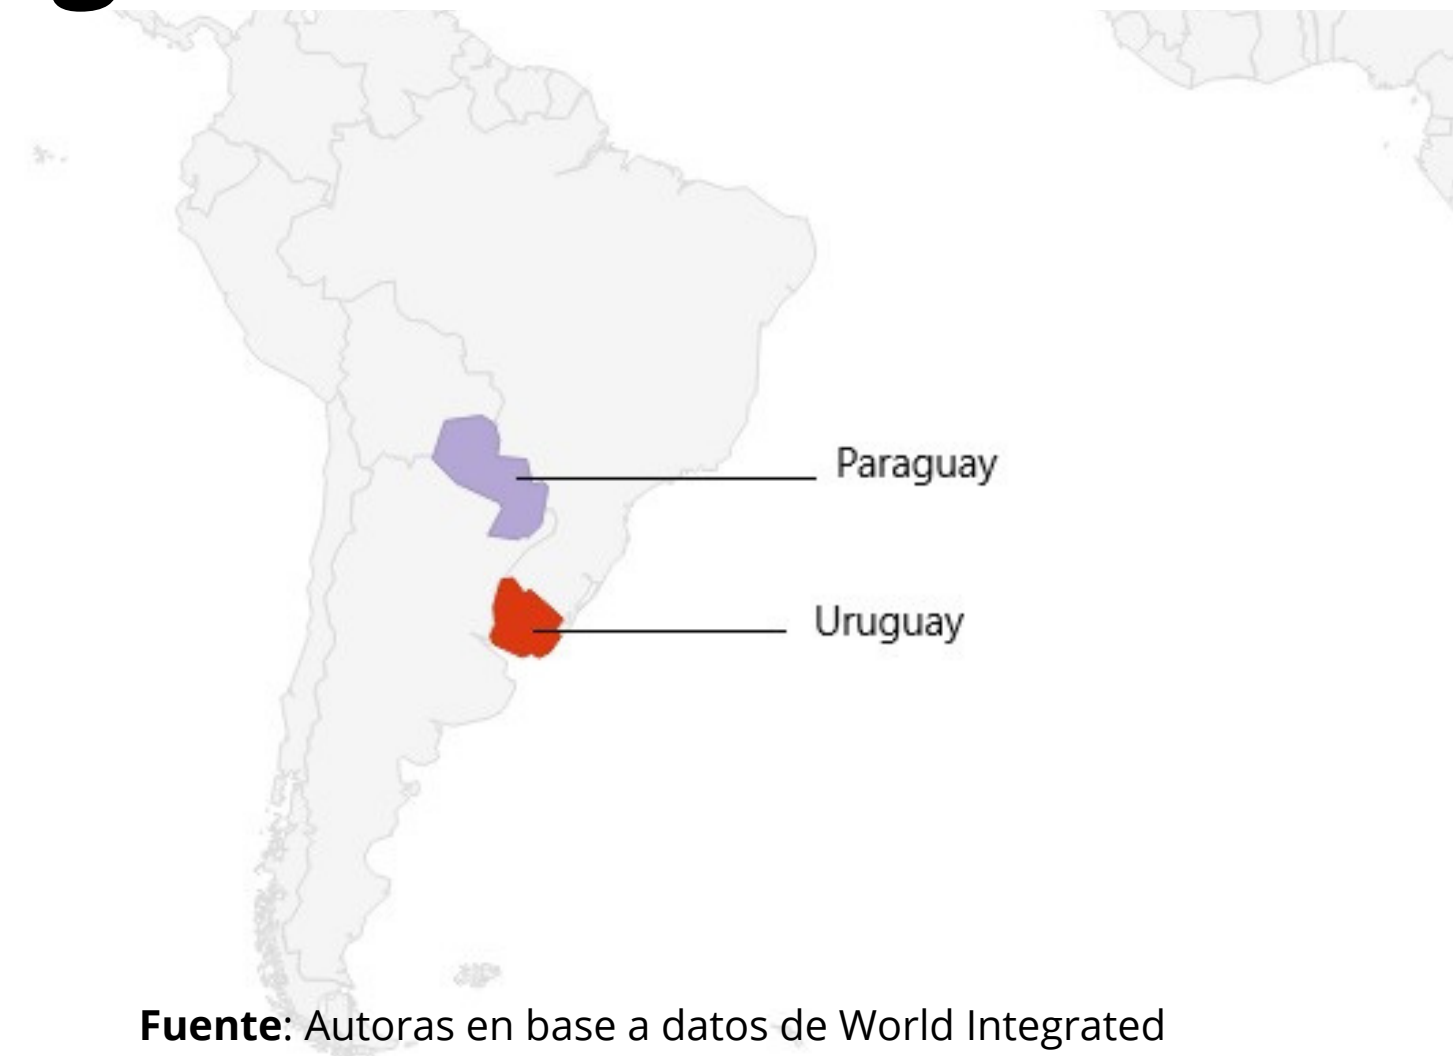 Paraguay
Uruguay
Fuente: Autoras en base a datos de World Integrated